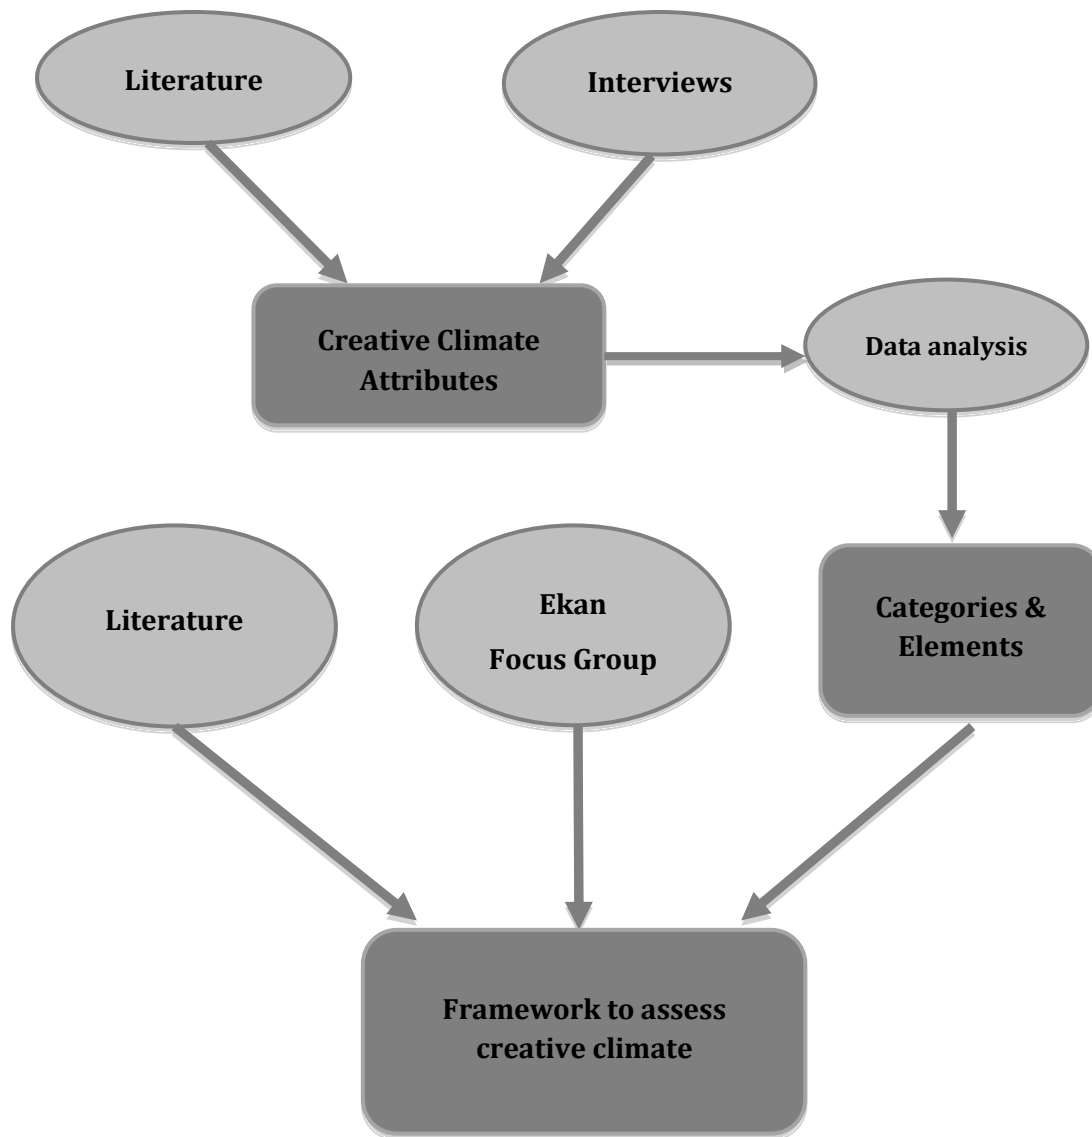 Literature
Interviews
Creative Climate
Attributes
Data analysis
Literature
Ekan
Focus Group
Categories &
Elements
Framework to assess
creative climate